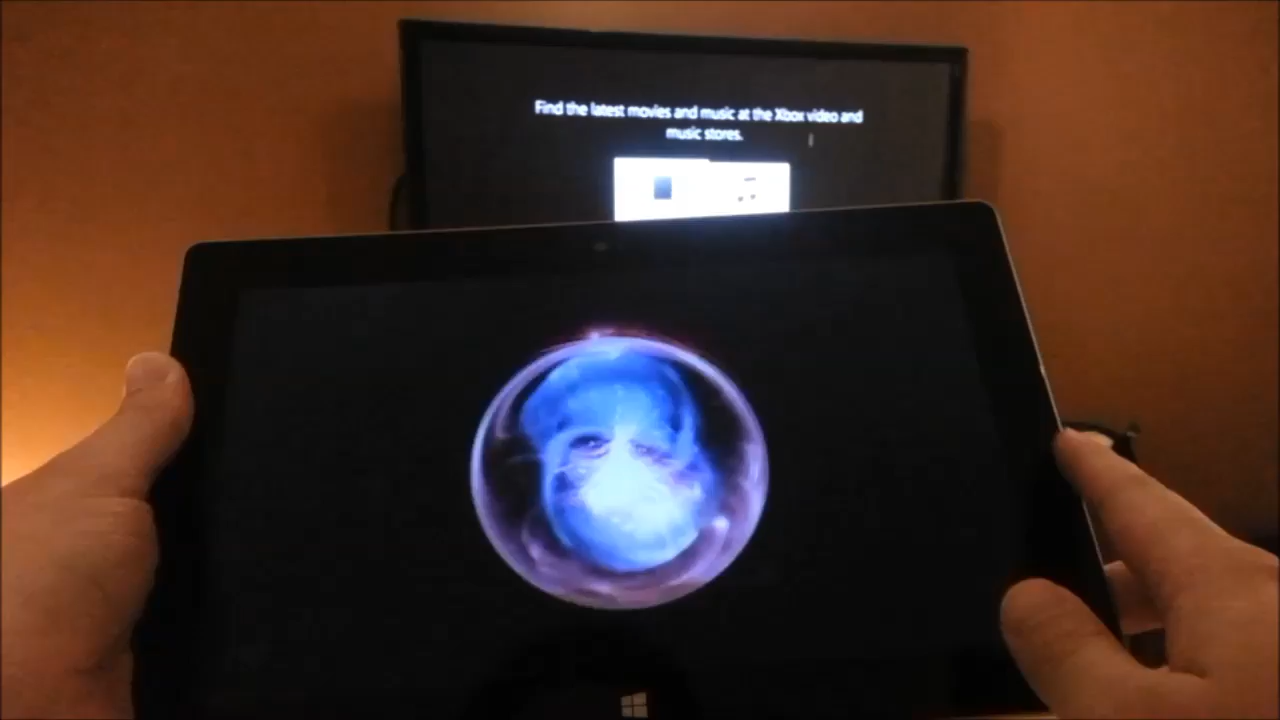 Find the latest movies and music at the Xbox video and
music stores.